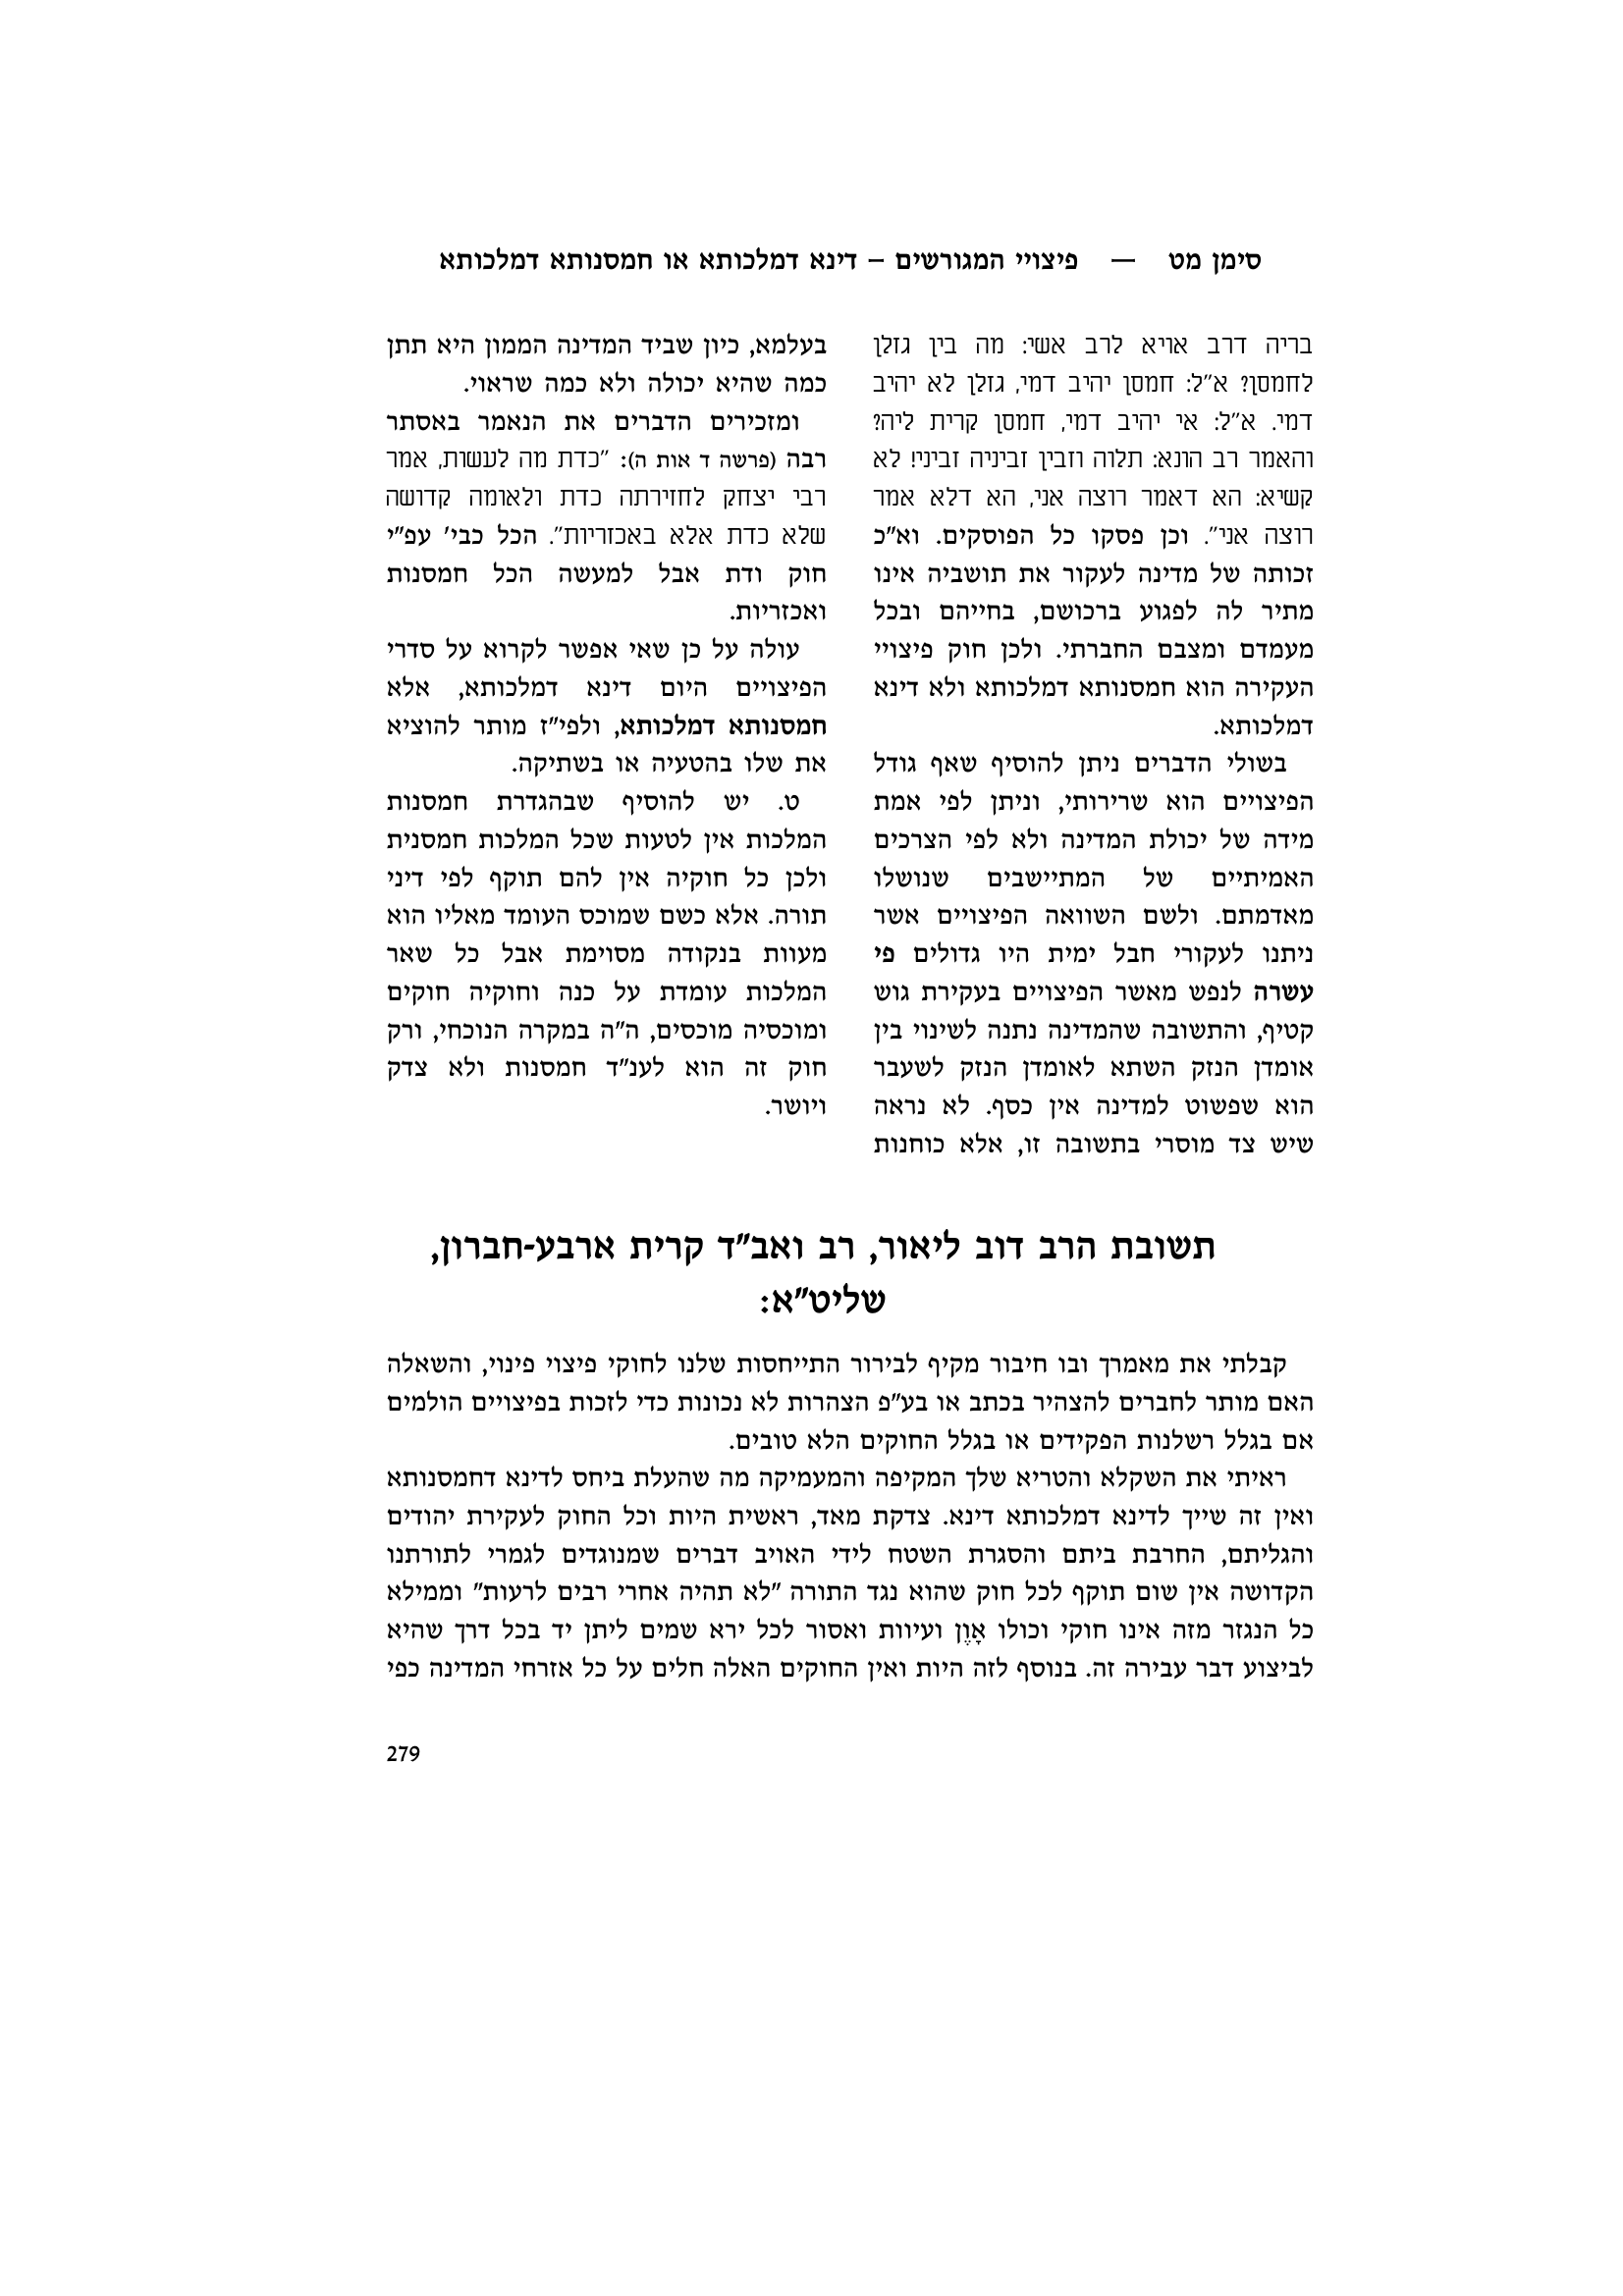 סימן מט — פיצויי המגורשים – דינא דמלכותא או חמסנותא דמלכותא
בריה דרב אויא לרב אשי: מה בין גזלן
לחמסן? א"ל: חמסן יהיב דמי, גזלן לא יהיב
דמי. א"ל: אי יהיב דמי, חמסן קרית ליה?
והאמר רב הונא: תלוה וזבין זביניה זביני! לא
קשיא: הא דאמר רוצה אני, הא דלא אמר
רוצה אני". וכן פסקו כל הפוסקים. וא"כ
זכותה של מדינה לעקור את תושביה אינו
מתיר לה לפגוע ברכושם, בחייהם ובכל
מעמדם ומצבם החברתי. ולכן חוק פיצויי
העקירה הוא חמסנותא דמלכותא ולא דינא
דמלכותא.
בשולי הדברים ניתן להוסיף שאף גודל
הפיצויים הוא שרירותי, וניתן לפי אמת
מידה של יכולת המדינה ולא לפי הצרכים
האמיתיים של המתיישבים שנושלו
מאדמתם. ולשם השוואה הפיצויים אשר
ניתנו לעקורי חבל ימית היו גדולים פי
עשרה לנפש מאשר הפיצויים בעקירת גוש
קטיף, והתשובה שהמדינה נתנה לשינוי בין
אומדן הנזק השתא לאומדן הנזק לשעבר
הוא שפשוט למדינה אין כסף. לא נראה
שיש צד מוסרי בתשובה זו, אלא כוחנות
בעלמא, כיון שביד המדינה הממון היא תתן
כמה שהיא יכולה ולא כמה שראוי.
ומזכירים הדברים את הנאמר באסתר
רבה (פרשה ד אות ה): "כדת מה לעשות, אמר
רבי יצחק לחזירתה כדת ולאומה קדושה
שלא כדת אלא באכזריות". הכל כבי' עפ"י
חוק ודת אבל למעשה הכל חמסנות
ואכזריות.
עולה על כן שאי אפשר לקרוא על סדרי
הפיצויים היום דינא דמלכותא, אלא
חמסנותא דמלכותא, ולפי"ז מותר להוציא
את שלו בהטעיה או בשתיקה.
ט. יש להוסיף שבהגדרת חמסנות
המלכות אין לטעות שכל המלכות חמסנית
ולכן כל חוקיה אין להם תוקף לפי דיני
תורה. אלא כשם שמוכס העומד מאליו הוא
מעוות בנקודה מסוימת אבל כל שאר
המלכות עומדת על כנה וחוקיה חוקים
ומוכסיה מוכסים, ה"ה במקרה הנוכחי, ורק
חוק זה הוא לענ"ד חמסנות ולא צדק
ויושר.
תשובת הרב דוב ליאור, רב ואב"ד קרית ארבע-חברון,
שליט"א:
קבלתי את מאמרך ובו חיבור מקיף לבירור התייחסות שלנו לחוקי פיצוי פינוי, והשאלה
האם מותר לחברים להצהיר בכתב או בע"פ הצהרות לא נכונות כדי לזכות בפיצויים הולמים
אם בגלל רשלנות הפקידים או בגלל החוקים הלא טובים.
ראיתי את השקלא והטריא שלך המקיפה והמעמיקה מה שהעלת ביחס לדינא דחמסנותא
ואין זה שייך לדינא דמלכותא דינא. צדקת מאד, ראשית היות וכל החוק לעקירת יהודים
והגליתם, החרבת ביתם והסגרת השטח לידי האויב דברים שמנוגדים לגמרי לתורתנו
הקדושה אין שום תוקף לכל חוק שהוא נגד התורה "לא תהיה אחרי רבים לרעות" וממילא
כל הנגזר מזה אינו חוקי וכולו אָוֶן ועיוות ואסור לכל ירא שמים ליתן יד בכל דרך שהיא
לביצוע דבר עבירה זה. בנוסף לזה היות ואין החוקים האלה חלים על כל אזרחי המדינה כפי
279